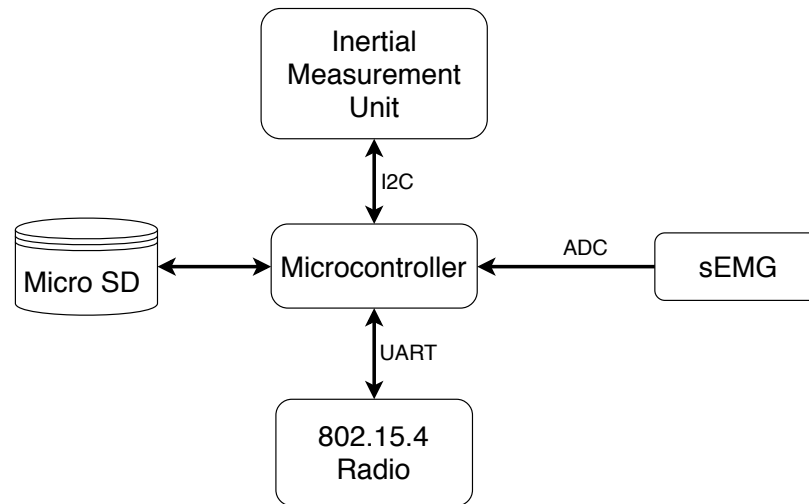 Inertial
Measurement
Unit
I2C
Micro SD
Microcontroller
ADC
sEMG
UART
802.15.4
Radio